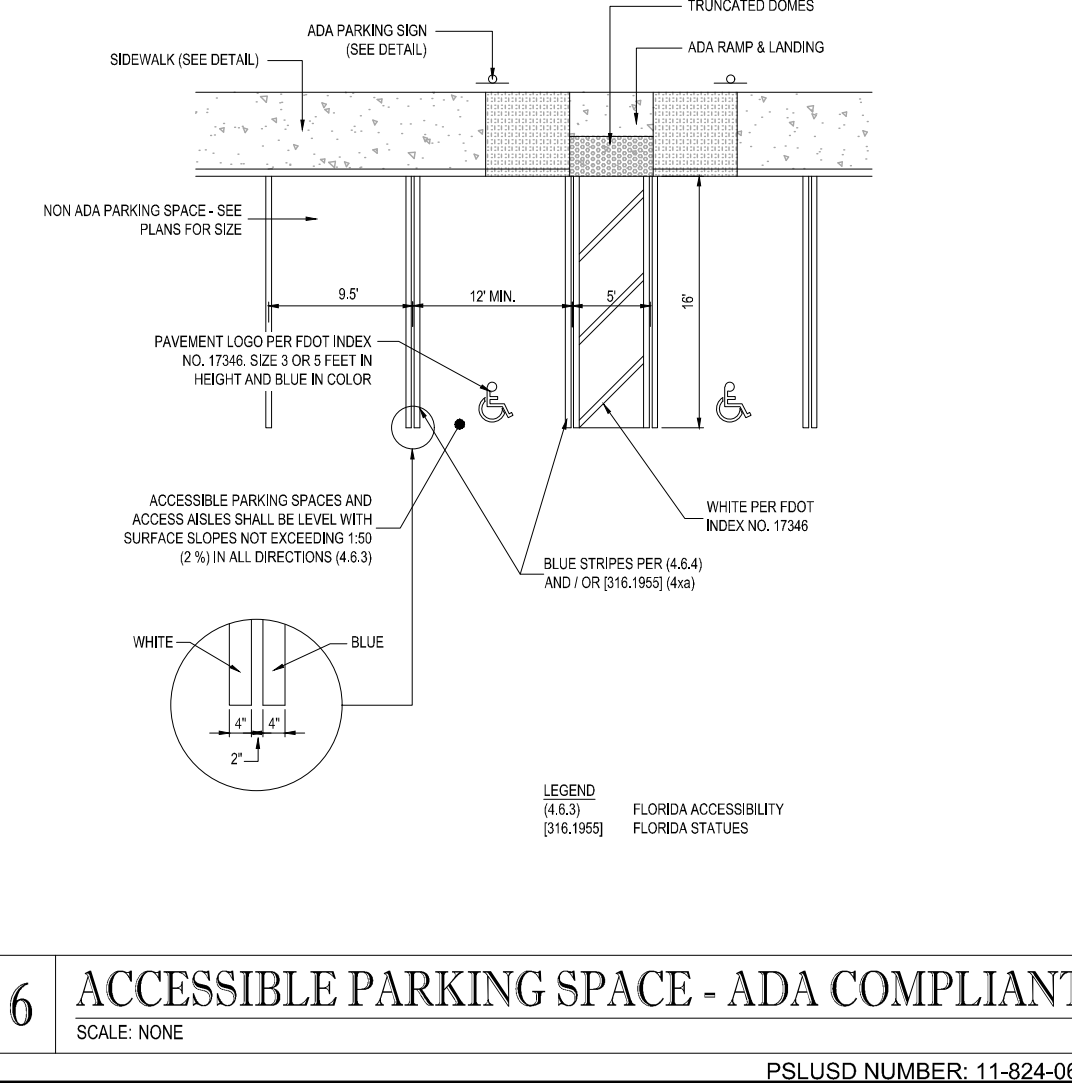 TRUNCATED DOMES
ADA PARKING SIGN
(SEE DETAIL)
ADA RAMP & LANDING
SIDEWALK (SEE DETAIL)
NON ADA PARKING SPACE - SEE
PLANS FOR SIZE
9.5'
12' MIN.
5'
16'
PAVEMENT LOGO PER FDOT INDEX
NO. 17346. SIZE 3 OR 5 FEET IN
HEIGHT AND BLUE IN COLOR
ACCESSIBLE PARKING SPACES AND
ACCESS AISLES SHALL BE LEVEL WITH
SURFACE SLOPES NOT EXCEEDING 1:50
(2 %) IN ALL DIRECTIONS (4.6.3)
WHITE PER FDOT
INDEX NO. 17346
BLUE STRIPES PER (4.6.4)
AND / OR [316.1955] (4xa)
WHITE
BLUE
4"
4"
2"
LEGEND
(4.6.3) FLORIDA ACCESSIBILITY
[316.1955] FLORIDA STATUES
6
ACCESSIBLE PARKING SPACE - ADA COMPLIANT
SCALE: NONE
PSLUSD NUMBER: 11-824-06